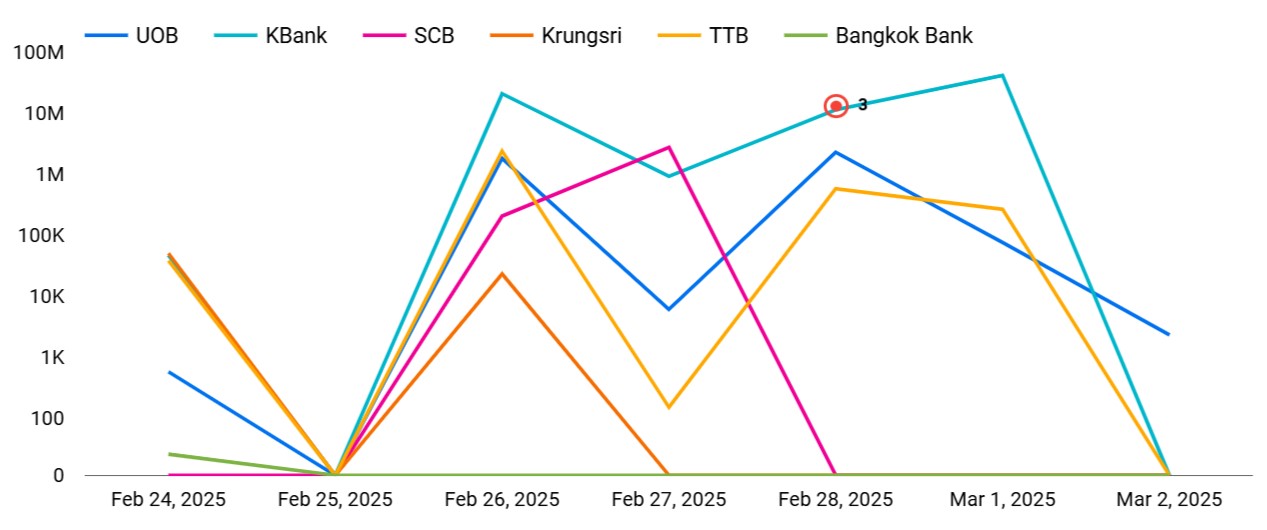 UOB KBank SCB Krungsri TTB Bangkok Bank
100M
10M
3
1M
100K
10K
1K
100
0
Feb 24, 2025 Feb 25, 2025 Feb 26, 2025 Feb 27, 2025 Feb 28, 2025 Mar 1, 2025 Mar 2, 2025